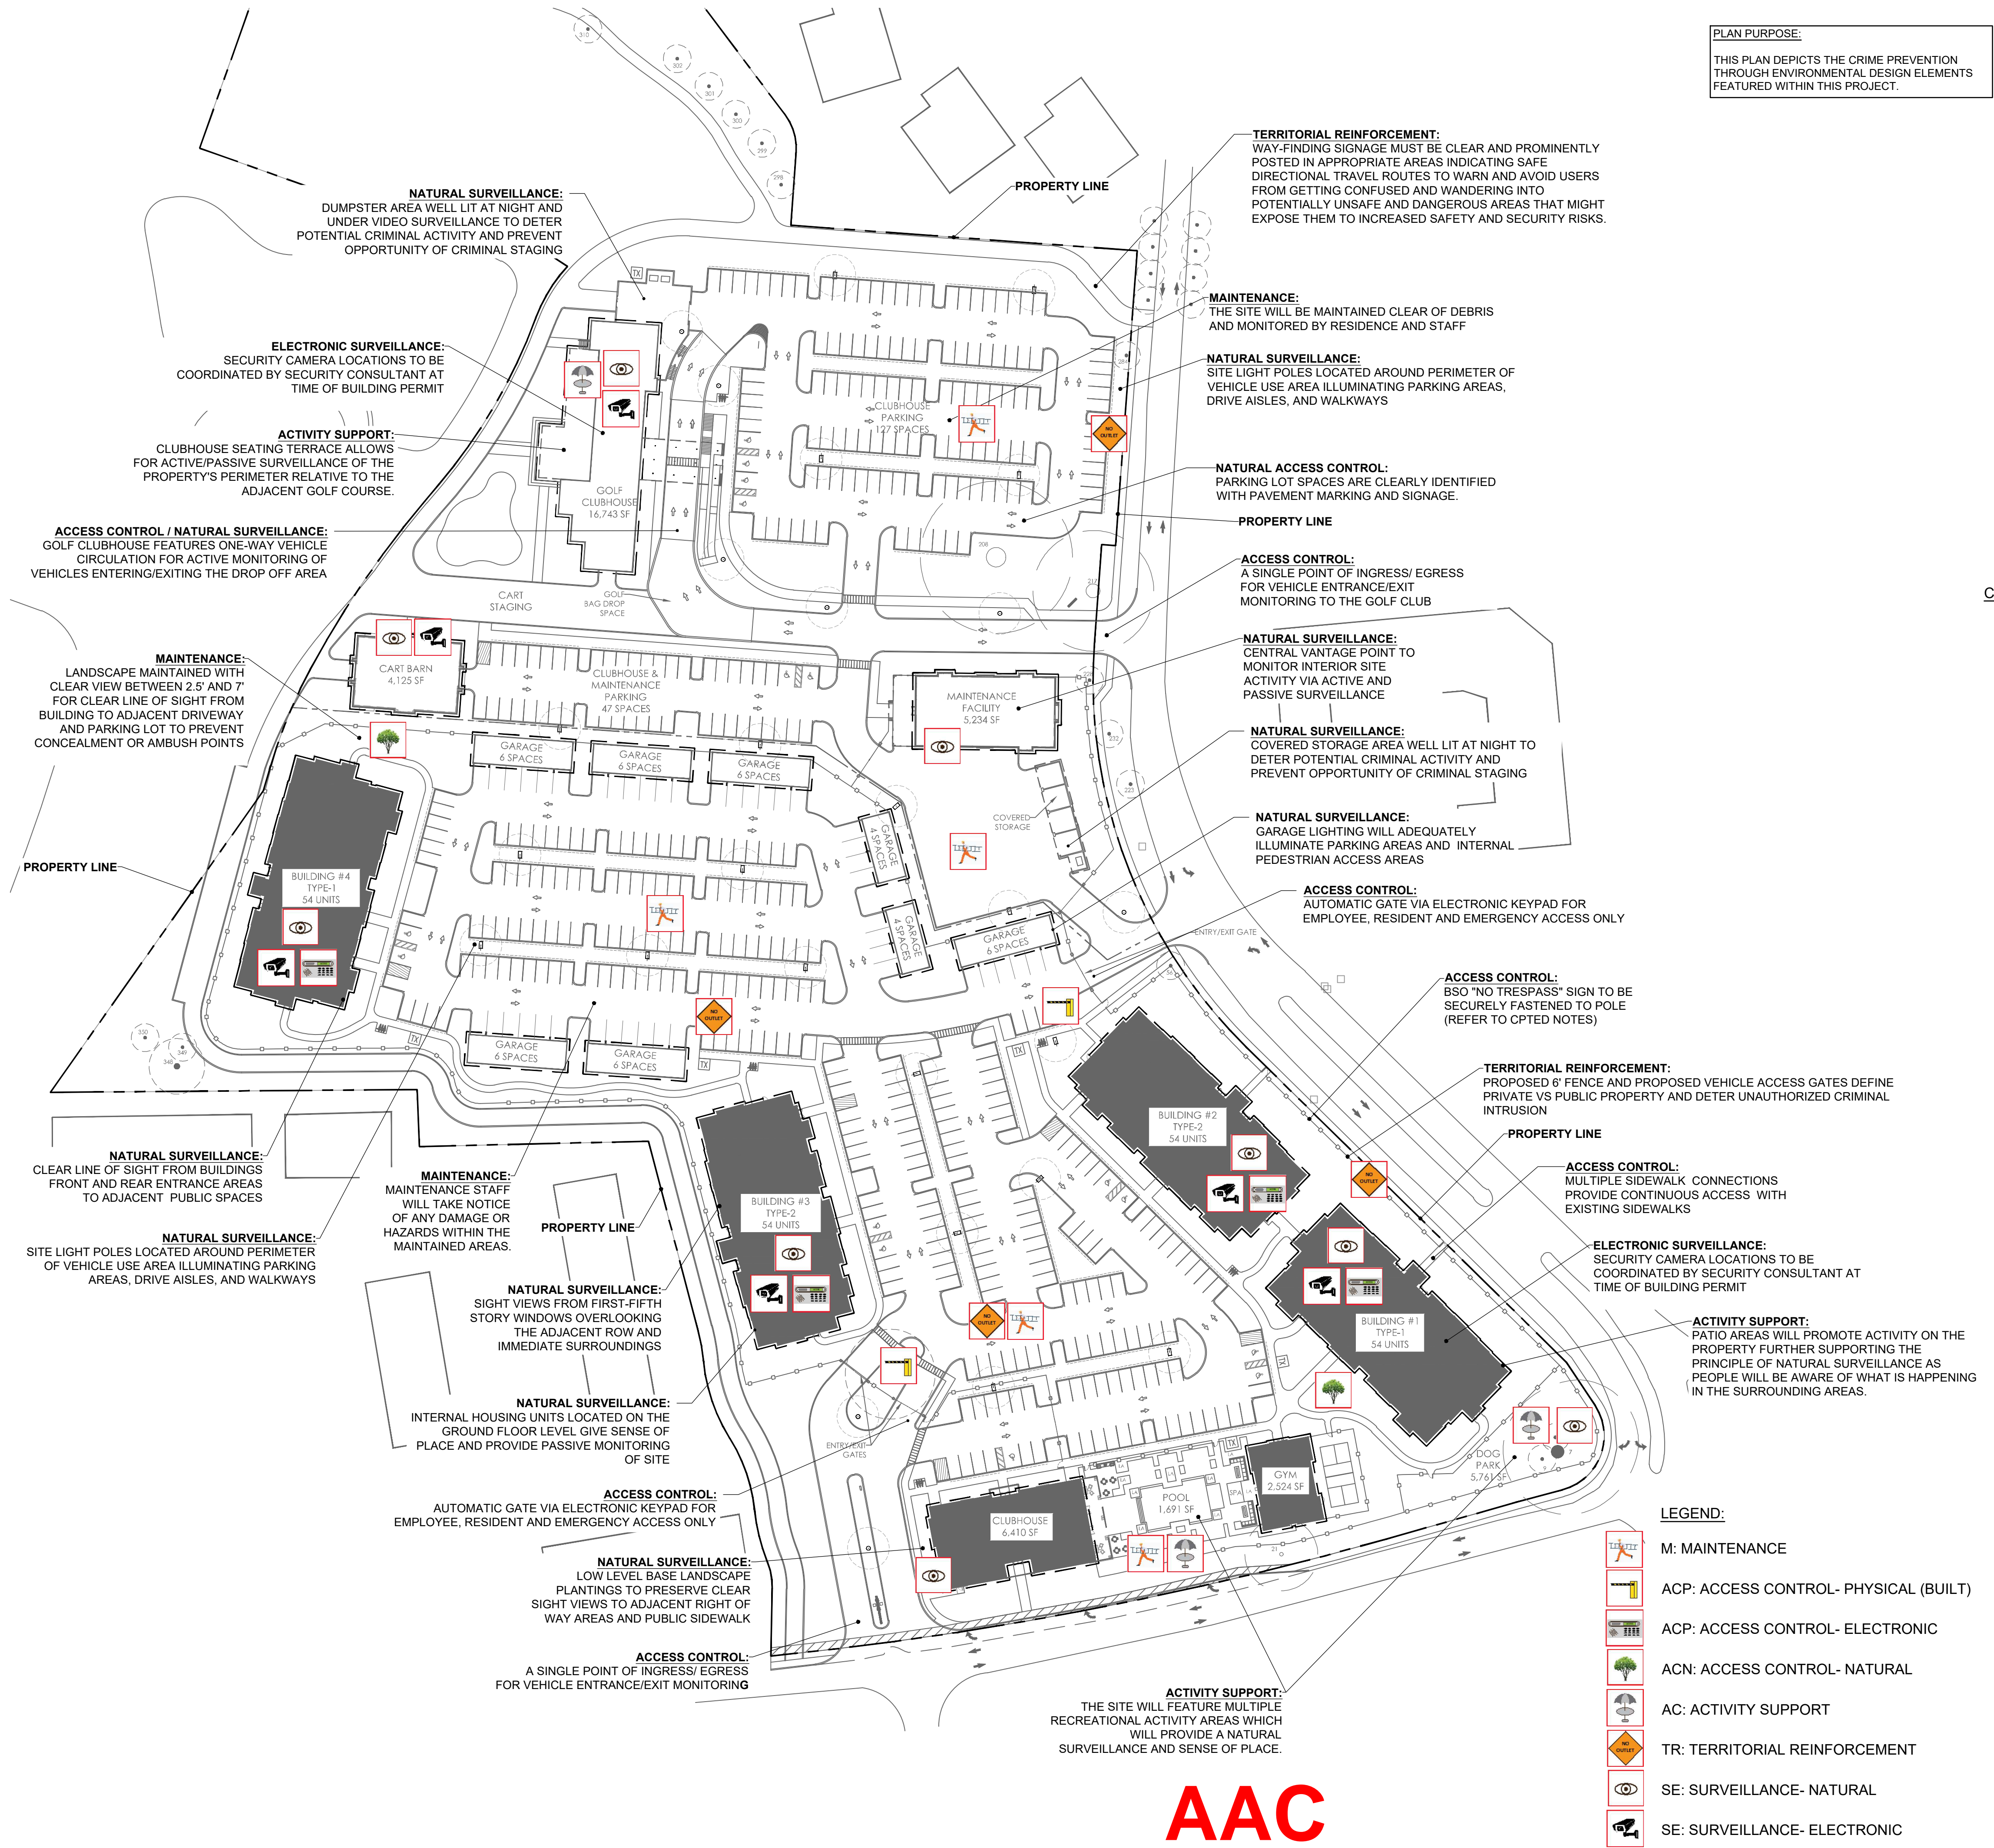 PLAN PURPOSE:
THIS PLAN DEPICTS THE CRIME PREVENTION
THROUGH ENVIRONMENTAL DESIGN ELEMENTS
FEATURED WITHIN THIS PROJECT.
310
302
301
300
299
298
TERRITORIAL REINFORCEMENT:
WAY-FINDING SIGNAGE MUST BE CLEAR AND PROMINENTLY
POSTED IN APPROPRIATE AREAS INDICATING SAFE
DIRECTIONAL TRAVEL ROUTES TO WARN AND AVOID USERS
FROM GETTING CONFUSED AND WANDERING INTO
POTENTIALLY UNSAFE AND DANGEROUS AREAS THAT MIGHT
EXPOSE THEM TO INCREASED SAFETY AND SECURITY RISKS.
PROPERTY LINE
NATURAL SURVEILLANCE:
DUMPSTER AREA WELL LIT AT NIGHT AND
UNDER VIDEO SURVEILLANCE TO DETER
POTENTIAL CRIMINAL ACTIVITY AND PREVENT
OPPORTUNITY OF CRIMINAL STAGING
TX
MAINTENANCE:
THE SITE WILL BE MAINTAINED CLEAR OF DEBRIS
AND MONITORED BY RESIDENCE AND STAFF
ELECTRONIC SURVEILLANCE:
SECURITY CAMERA LOCATIONS TO BE
COORDINATED BY SECURITY CONSULTANT AT
TIME OF BUILDING PERMIT
NATURAL SURVEILLANCE:
SITE LIGHT POLES LOCATED AROUND PERIMETER OF
VEHICLE USE AREA ILLUMINATING PARKING AREAS,
DRIVE AISLES, AND WALKWAYS
CLUBHOUSE
PARKING
127 SPACES
NO
OUTLET
ACTIVITY SUPPORT:
CLUBHOUSE SEATING TERRACE ALLOWS
FOR ACTIVE/PASSIVE SURVEILLANCE OF THE
PROPERTY'S PERIMETER RELATIVE TO THE
ADJACENT GOLF COURSE.
NATURAL ACCESS CONTROL:
PARKING LOT SPACES ARE CLEARLY IDENTIFIED
WITH PAVEMENT MARKING AND SIGNAGE.
GOLF
CLUBHOUSE
16,743 SF
PROPERTY LINE
ACCESS CONTROL / NATURAL SURVEILLANCE:
GOLF CLUBHOUSE FEATURES ONE-WAY VEHICLE
CIRCULATION FOR ACTIVE MONITORING OF
VEHICLES ENTERING/EXITING THE DROP OFF AREA
208
217
ACCESS CONTROL:
A SINGLE POINT OF INGRESS/ EGRESS
FOR VEHICLE ENTRANCE/EXIT
MONITORING TO THE GOLF CLUB
C
CART
STAGING
GOLF
BAG DROP
SPACE
NATURAL SURVEILLANCE:
CENTRAL VANTAGE POINT TO
MONITOR INTERIOR SITE
ACTIVITY VIA ACTIVE AND
PASSIVE SURVEILLANCE
MAINTENANCE:
LANDSCAPE MAINTAINED WITH
CLEAR VIEW BETWEEN 2.5' AND 7'
FOR CLEAR LINE OF SIGHT FROM
BUILDING TO ADJACENT DRIVEWAY
AND PARKING LOT TO PREVENT
CONCEALMENT OR AMBUSH POINTS
CART BARN
4,125 SF
CLUBHOUSE &
MAINTENANCE
PARKING
47 SPACES
MAINTENANCE
FACILITY
5,234 SF
232
223
NATURAL SURVEILLANCE:
COVERED STORAGE AREA WELL LIT AT NIGHT TO
DETER POTENTIAL CRIMINAL ACTIVITY AND
PREVENT OPPORTUNITY OF CRIMINAL STAGING
GARAGE
6 SPACES
GARAGE
6 SPACES
GARAGE
6 SPACES
COVERED
STORAGE
NATURAL SURVEILLANCE:
GARAGE LIGHTING WILL ADEQUATELY
ILLUMINATE PARKING AREAS AND INTERNAL
PEDESTRIAN ACCESS AREAS
GARAGE
4 SPACES
PROPERTY LINE
BUILDING #4
TYPE-1
54 UNITS
ACCESS CONTROL:
AUTOMATIC GATE VIA ELECTRONIC KEYPAD FOR
EMPLOYEE, RESIDENT AND EMERGENCY ACCESS ONLY
GARAGE
4 SPACES
GARAGE
6 SPACES
ENTRY/EXIT GATE
56
ACCESS CONTROL:
BSO "NO TRESPASS" SIGN TO BE
SECURELY FASTENED TO POLE
(REFER TO CPTED NOTES)
NO
OUTLET
350
349
348
TX
GARAGE
6 SPACES
GARAGE
6 SPACES
TX
TX
TERRITORIAL REINFORCEMENT:
PROPOSED 6' FENCE AND PROPOSED VEHICLE ACCESS GATES DEFINE
PRIVATE VS PUBLIC PROPERTY AND DETER UNAUTHORIZED CRIMINAL
INTRUSION
BUILDING #2
TYPE-2
54 UNITS
PROPERTY LINE
NATURAL SURVEILLANCE:
CLEAR LINE OF SIGHT FROM BUILDINGS
FRONT AND REAR ENTRANCE AREAS
TO ADJACENT PUBLIC SPACES
MAINTENANCE:
MAINTENANCE STAFF
WILL TAKE NOTICE
OF ANY DAMAGE OR
HAZARDS WITHIN THE
MAINTAINED AREAS.
NO
OUTLET
ACCESS CONTROL:
MULTIPLE SIDEWALK CONNECTIONS
PROVIDE CONTINUOUS ACCESS WITH
EXISTING SIDEWALKS
BUILDING #3
TYPE-2
54 UNITS
PROPERTY LINE
NATURAL SURVEILLANCE:
SITE LIGHT POLES LOCATED AROUND PERIMETER
OF VEHICLE USE AREA ILLUMINATING PARKING
AREAS, DRIVE AISLES, AND WALKWAYS
ELECTRONIC SURVEILLANCE:
SECURITY CAMERA LOCATIONS TO BE
COORDINATED BY SECURITY CONSULTANT AT
TIME OF BUILDING PERMIT
NATURAL SURVEILLANCE:
SIGHT VIEWS FROM FIRST-FIFTH
STORY WINDOWS OVERLOOKING
THE ADJACENT ROW AND
IMMEDIATE SURROUNDINGS
NO
OUTLET
BUILDING #1
TYPE-1
54 UNITS
TX
ACTIVITY SUPPORT:
PATIO AREAS WILL PROMOTE ACTIVITY ON THE
PROPERTY FURTHER SUPPORTING THE
PRINCIPLE OF NATURAL SURVEILLANCE AS
PEOPLE WILL BE AWARE OF WHAT IS HAPPENING
IN THE SURROUNDING AREAS.
NATURAL SURVEILLANCE:
INTERNAL HOUSING UNITS LOCATED ON THE
GROUND FLOOR LEVEL GIVE SENSE OF
PLACE AND PROVIDE PASSIVE MONITORING
OF SITE
ENTRY/EXIT
GATES
TX
DOG
PARK
5,761 SF
7
GYM
2,524 SF
POOL
1,691 SF
SPA
ACCESS CONTROL:
AUTOMATIC GATE VIA ELECTRONIC KEYPAD FOR
EMPLOYEE, RESIDENT AND EMERGENCY ACCESS ONLY
CLUBHOUSE
6,410 SF
21
NATURAL SURVEILLANCE:
LOW LEVEL BASE LANDSCAPE
PLANTINGS TO PRESERVE CLEAR
SIGHT VIEWS TO ADJACENT RIGHT OF
WAY AREAS AND PUBLIC SIDEWALK
ACCESS CONTROL:
A SINGLE POINT OF INGRESS/ EGRESS
FOR VEHICLE ENTRANCE/EXIT MONITORING
ACTIVITY SUPPORT:
THE SITE WILL FEATURE MULTIPLE
RECREATIONAL ACTIVITY AREAS WHICH
WILL PROVIDE A NATURAL
SURVEILLANCE AND SENSE OF PLACE.
LEGEND:
M: MAINTENANCE
ACP: ACCESS CONTROL- PHYSICAL (BUILT)
ACP: ACCESS CONTROL- ELECTRONIC
ACN: ACCESS CONTROL- NATURAL
AC: ACTIVITY SUPPORT
NO
OUTLET
TR: TERRITORIAL REINFORCEMENT
SE: SURVEILLANCE- NATURAL
SE: SURVEILLANCE- ELECTRONIC
AAC